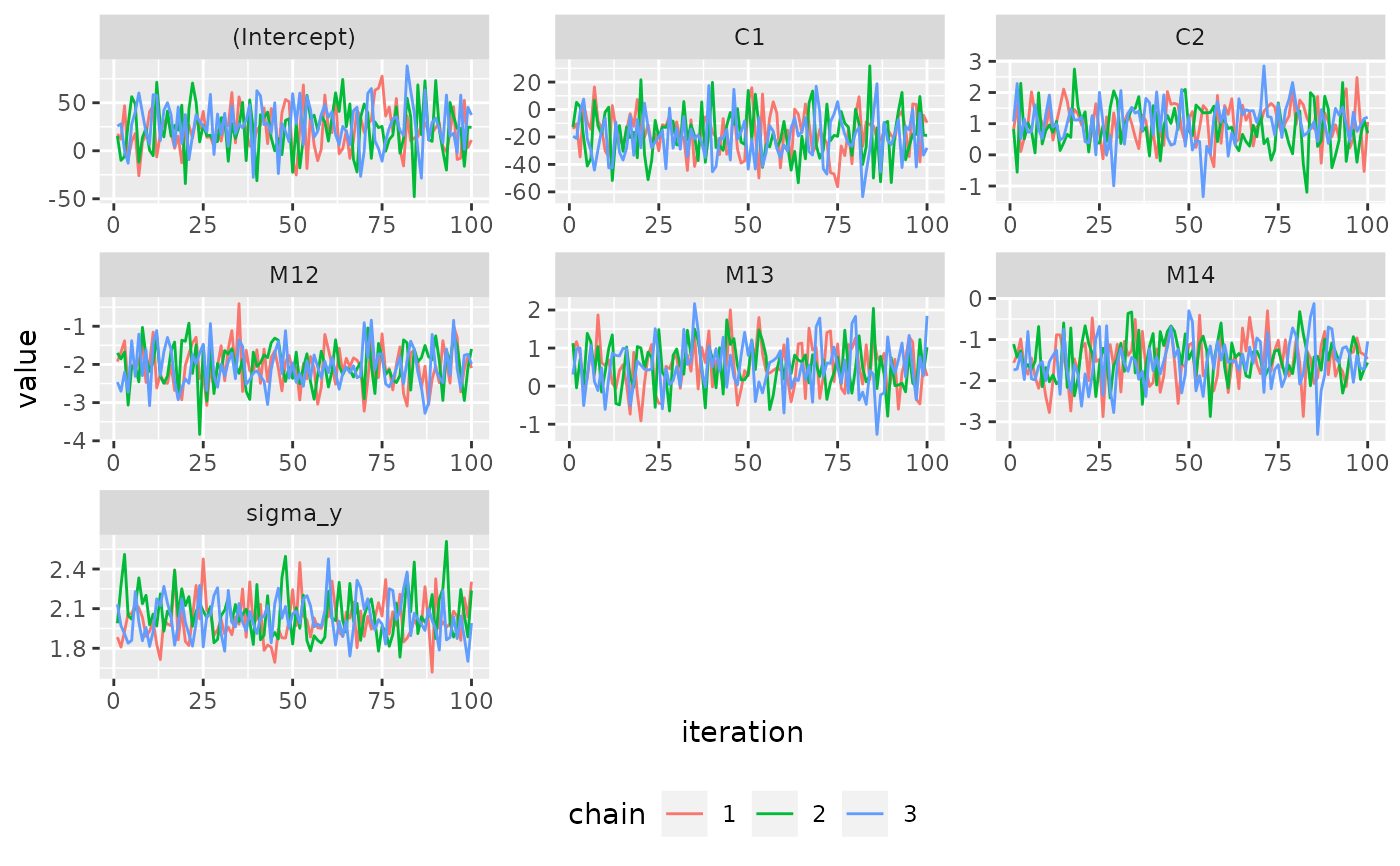 (Intercept) C1 C2
50 0 -50
20 0 -20 -40 -60
3 2 1 0 -1
0 25 50 75 100 0 25 50 75 100 0 25 50 75 100
M12 M13 M14
-1 -2 -3 -4
2 1 0 -1
0 -1 -2 -3
0 25 50 75 100 0 25 50 75 100 0 25 50 75 100
value
sigma_y
2.4
2.1
1.8
0 25 50 75 100
iteration
chain 1 2 3